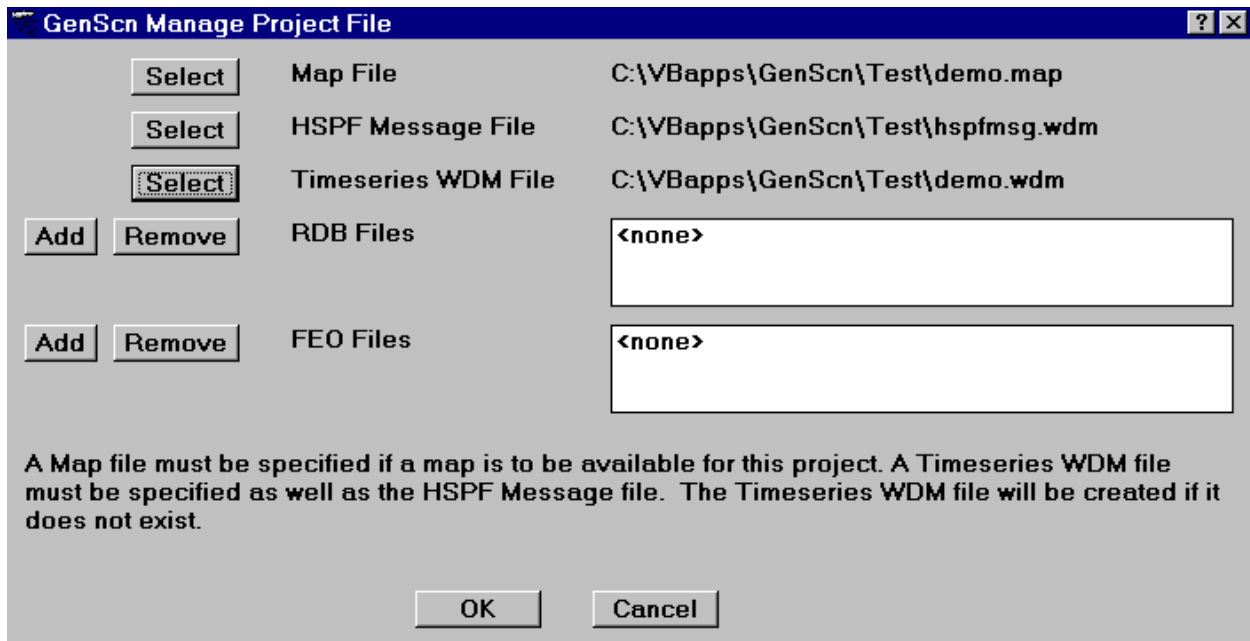 GenScn Manage Project File ? X
Select Map File C:\VBapps\GenScn\Test\demo.map
Select HSPF Message File C:\VBapps\GenScn\Test\hspfmsg.wdm
Select Timeseries WDM File C:\VBapps\GenScn\Test\demo.wdm
Add Remove RDB Files <none>
Add Remove FEO Files <none>
A Map file must be specified if a map is to be available for this project. A Timeseries WDM file
must be specified as well as the HSPF Message file.  The Timeseries WDM file will be created if it
does not exist.
OK Cancel